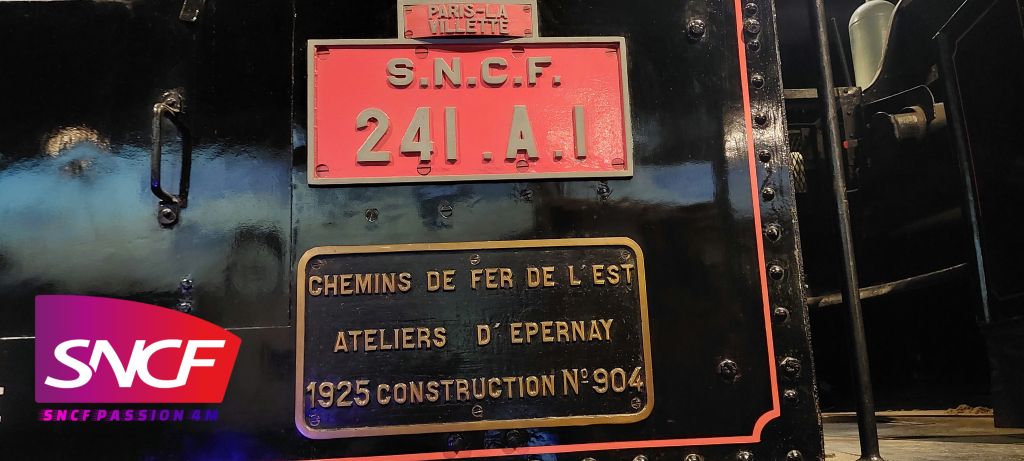 PARIS-LA
VILLETTE
S.N.C.F.
241.A.1
CHEMINS DE FER DE L'EST
ATELIERS D'EPERNAY
1925 CONSTRUCTION Nº 904
SNCF
SNCF PASSION 4M